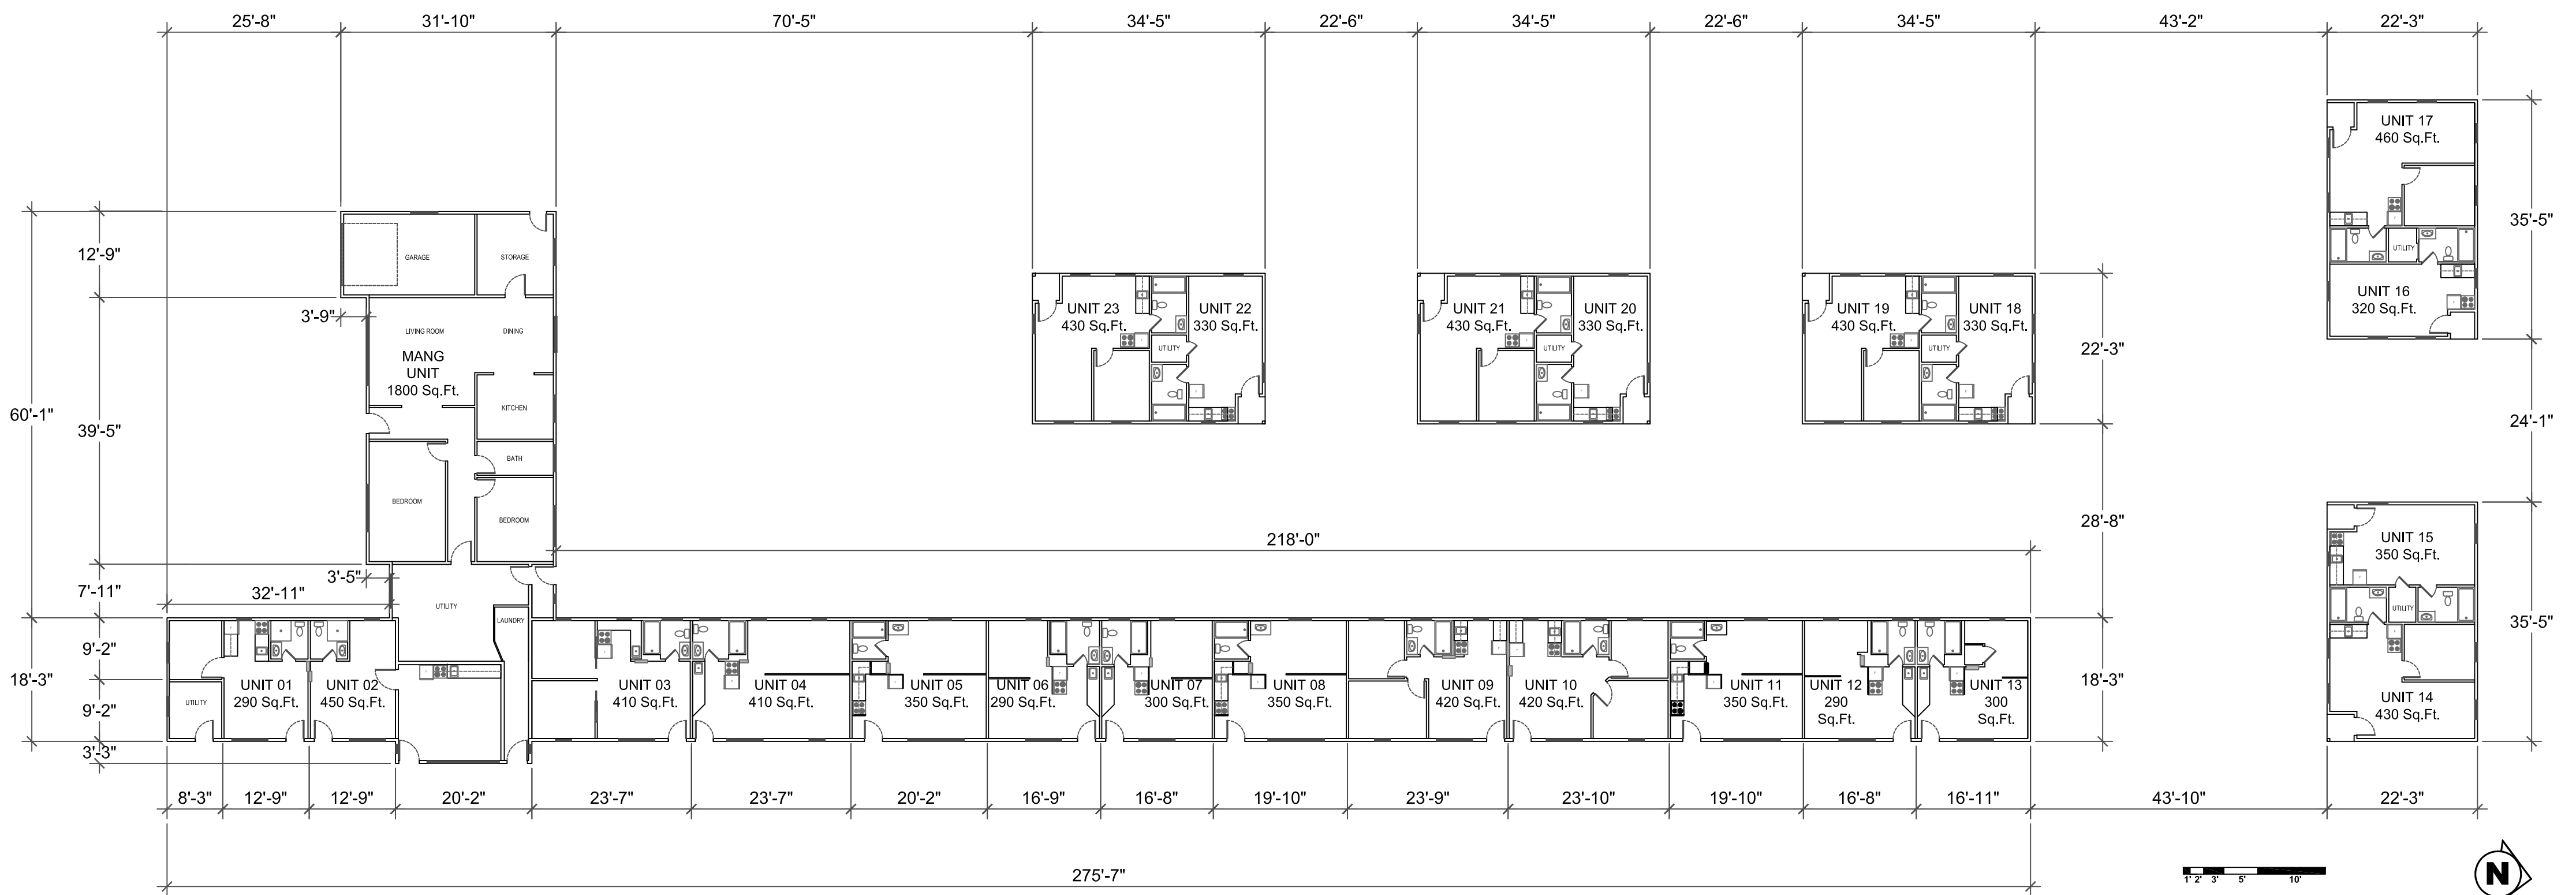 25'-8" 31'-10" 70'-5" 34'-5" 22'-6" 34'-5" 22'-6" 34'-5" 43'-2" 22'-3"
UNIT 17
460 Sq.Ft.
35'-5"
12'-9"
GARAGE STORAGE
UTILITY
UNIT 16
320 Sq.Ft.
3'-9"
LIVING ROOM DINING
MANG
UNIT
1800 Sq.Ft.
KITCHEN
UNIT 23
430 Sq.Ft.
UNIT 22
330 Sq.Ft.
UTILITY
UNIT 21
430 Sq.Ft.
UNIT 20
330 Sq.Ft.
UTILITY
UNIT 19
430 Sq.Ft.
UNIT 18
330 Sq.Ft.
UTILITY
22'-3"
60'-1"
39'-5"
24'-1"
BATH
BEDROOM
BEDROOM
28'-8"
218'-0"
UNIT 15
350 Sq.Ft.
3'-5"
7'-11"
32'-11"
UTILITY
LAUNDRY
UTILITY
35'-5"
9'-2"
18'-3"
9'-2"
3'-3"
UTILITY
UNIT 01
290 Sq.Ft.
UNIT 02
450 Sq.Ft.
UNIT 03
410 Sq.Ft.
UNIT 04
410 Sq.Ft.
UNIT 05
350 Sq.Ft.
UNIT 06
290 Sq.Ft.
UNIT 07
300 Sq.Ft.
UNIT 08
350 Sq.Ft.
UNIT 09
420 Sq.Ft.
UNIT 10
420 Sq.Ft.
UNIT 11
350 Sq.Ft.
UNIT 12
290
Sq.Ft.
UNIT 13
300
Sq.Ft.
18'-3"
UNIT 14
430 Sq.Ft.
8'-3" 12'-9" 12'-9" 20'-2" 23'-7" 23'-7" 20'-2" 16'-9" 16'-8" 19'-10" 23'-9" 23'-10" 19'-10" 16'-8" 16'-11" 43'-10" 22'-3"
275'-7"
1' 2' 3' 5' 10'
N